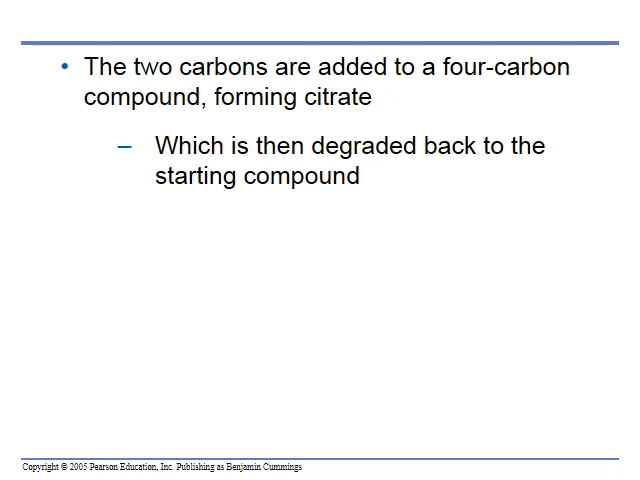 • The two carbons are added to a four-carbon
compound, forming citrate
– Which is then degraded back to the
starting compound
Copyright © 2005 Pearson Education, Inc. Publishing as Benjamin Cummings